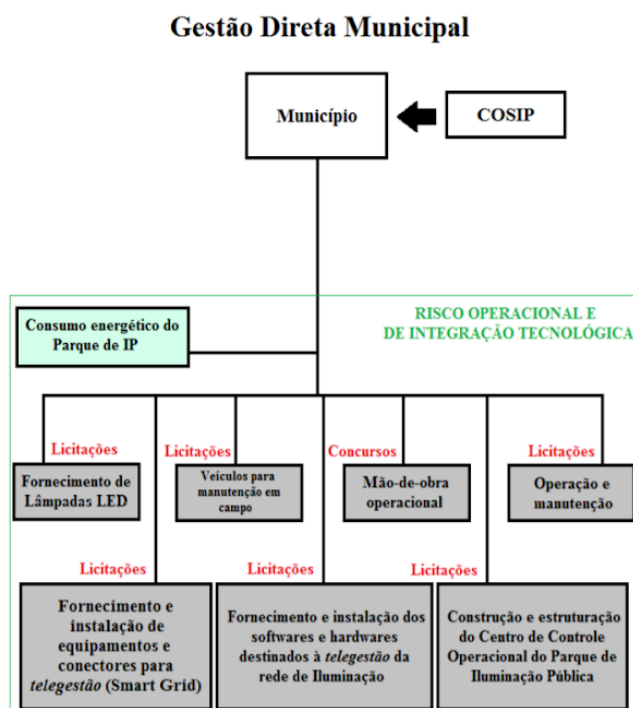 Gestão Direta Municipal
Município
COSIP
Consumo energético do
Parque de IP
RISCO OPERACIONAL E
DE INTEGRAÇÃO TECNOLÓGICA
Licitações
Licitações
Concursos
Licitações
Fornecimento de
Lâmpadas LED
Veículos para
manutenção em
campo
Mão-de-obra
operacional
Operação e
manutenção
Licitações
Licitações
Licitações
Fornecimento e
instalação de
equipamentos e
conectores para
telegestão (Smart Grid)
Fornecimento e instalação dos
softwares e hardwares
destinados à telegestão da
rede de Iluminação
Construção e estruturação
do Centro de Controle
Operacional do Parque de
Iluminação Pública